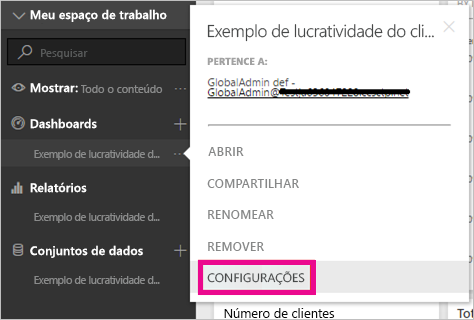 Meu espaço de trabalho
Pesquisar
Mostrar: Todo o conteúdo
Dashboards
Exemplo de lucratividade d... ...
Relatórios
Exemplo de lucratividade d...
Conjuntos de dados
Exemplo de lucratividade d...
Exemplo de lucratividade do cli...
PERTENCE A:
GlobalAdmin def -
GlobalAdmin@
ABRIR
COMPARTILHAR
RENOMEAR
REMOVER
CONFIGURAÇÕES
Número de clientes
Tot